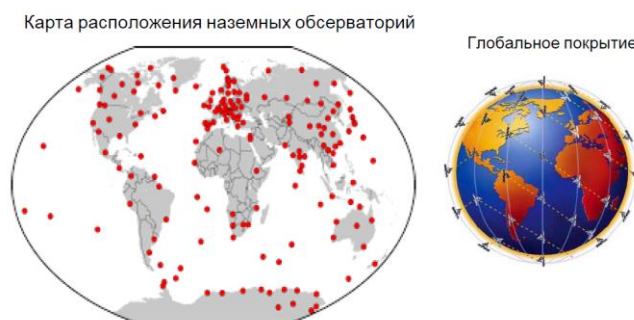 Карта расположения наземных обсерваторий
Глобальное покрытие